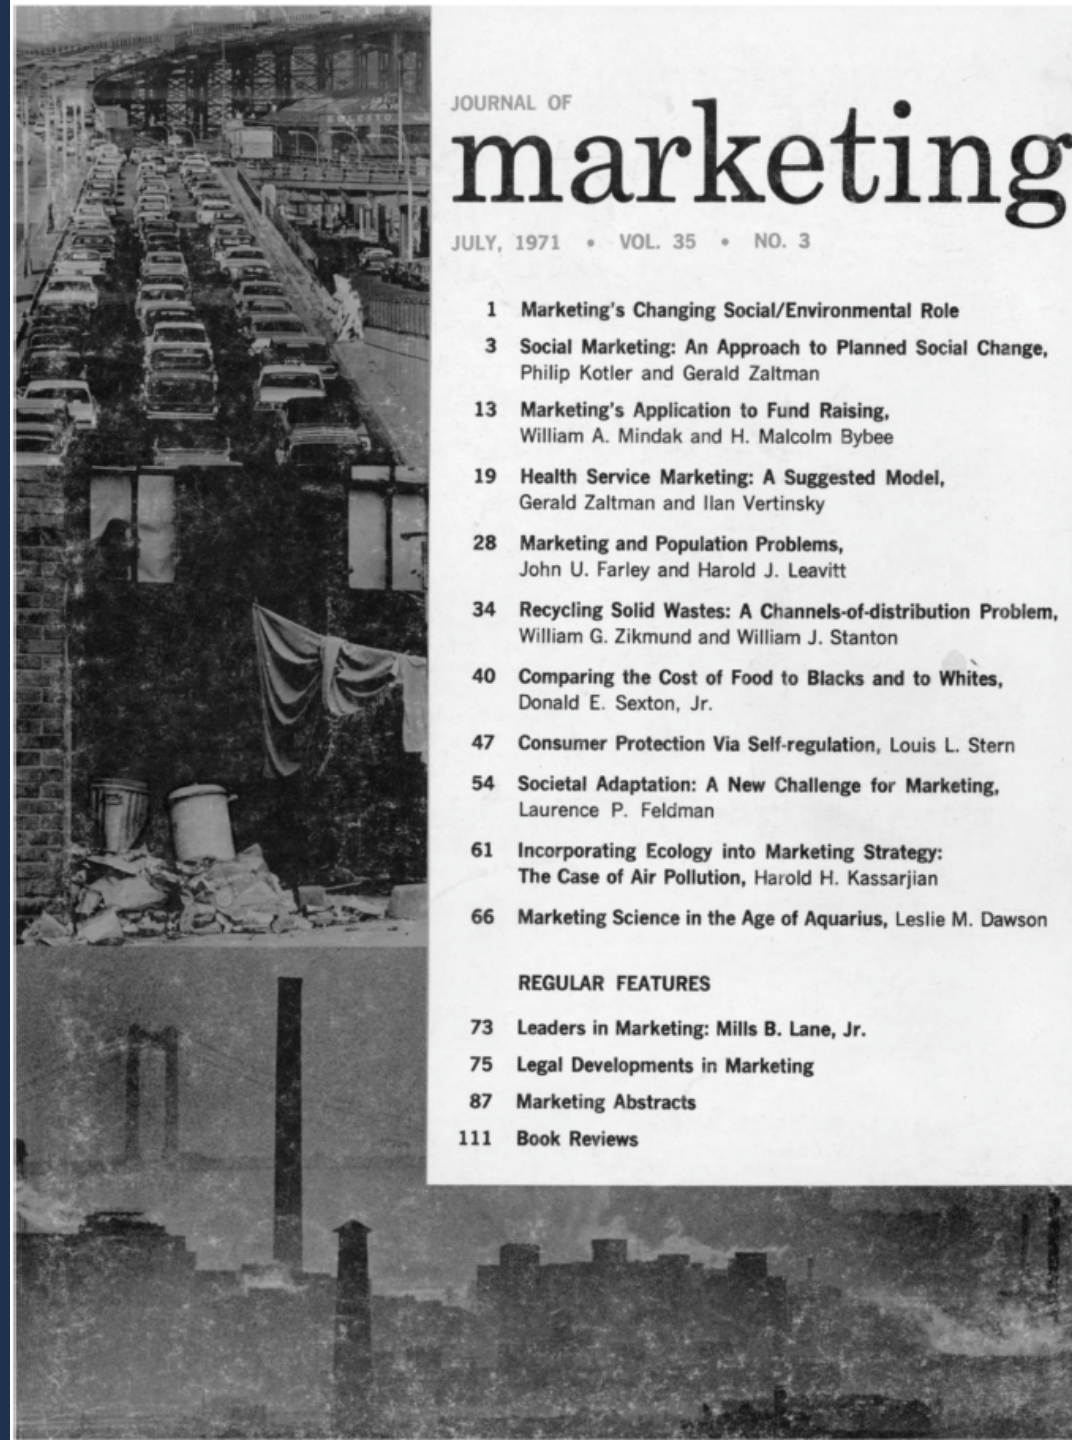 JOURNAL OF
marketing
JULY, 1971 • VOL. 35 • NO. 3
1 Marketing's Changing Social/Environmental Role
3 Social Marketing: An Approach to Planned Social Change,
Philip Kotler and Gerald Zaltman
13 Marketing's Application to Fund Raising,
William A. Mindak and H. Malcolm Bybee
19 Health Service Marketing: A Suggested Model,
Gerald Zaltman and Ilan Vertinsky
28 Marketing and Population Problems,
John U. Farley and Harold J. Leavitt
34 Recycling Solid Wastes: A Channels-of-distribution Problem,
William G. Zikmund and William J. Stanton
40 Comparing the Cost of Food to Blacks and to Whites,
Donald E. Sexton, Jr.
47 Consumer Protection Via Self-regulation, Louis L. Stern
54 Societal Adaptation: A New Challenge for Marketing,
Laurence P. Feldman
61 Incorporating Ecology into Marketing Strategy:
The Case of Air Pollution, Harold H. Kassarjian
66 Marketing Science in the Age of Aquarius, Leslie M. Dawson
REGULAR FEATURES
73 Leaders in Marketing: Mills B. Lane, Jr.
75 Legal Developments in Marketing
87 Marketing Abstracts
111 Book Reviews